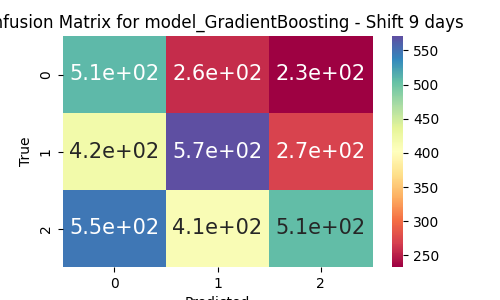 nfusion Matrix for model_GradientBoosting - Shift 9 days
0 5.1e+02 2.6e+02 2.3e+02
1 4.2e+02 5.7e+02 2.7e+02
2 5.5e+02 4.1e+02 5.1e+02
0 1 2
True
Predicted
550
500
450
400
350
300
250